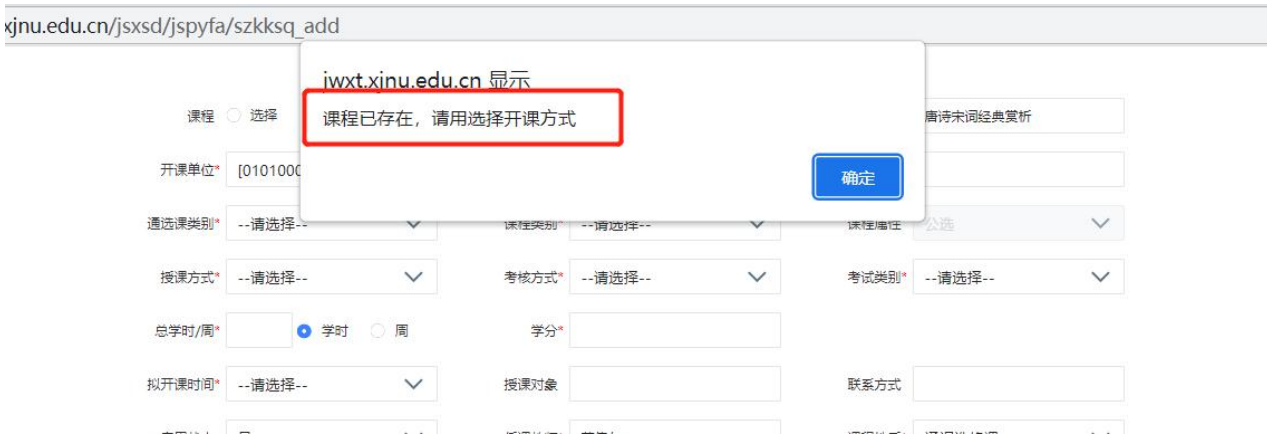 xjnu.edu.cn/jsxsd/jspyfa/szkksq_add
jwxt.xjnu.edu.cn 显示
课程已存在，请用选择开课方式
确定
课程 选择 唐诗宋词经典赏析
开课单位* [0101000
通选课类别* --请选择-- 课程类别* --请选择-- 课程属性 公选
授课方式* --请选择-- 考核方式* --请选择-- 考试类别* --请选择--
总学时/周* 学时 周 学分*
拟开课时间* --请选择-- 授课对象 联系方式